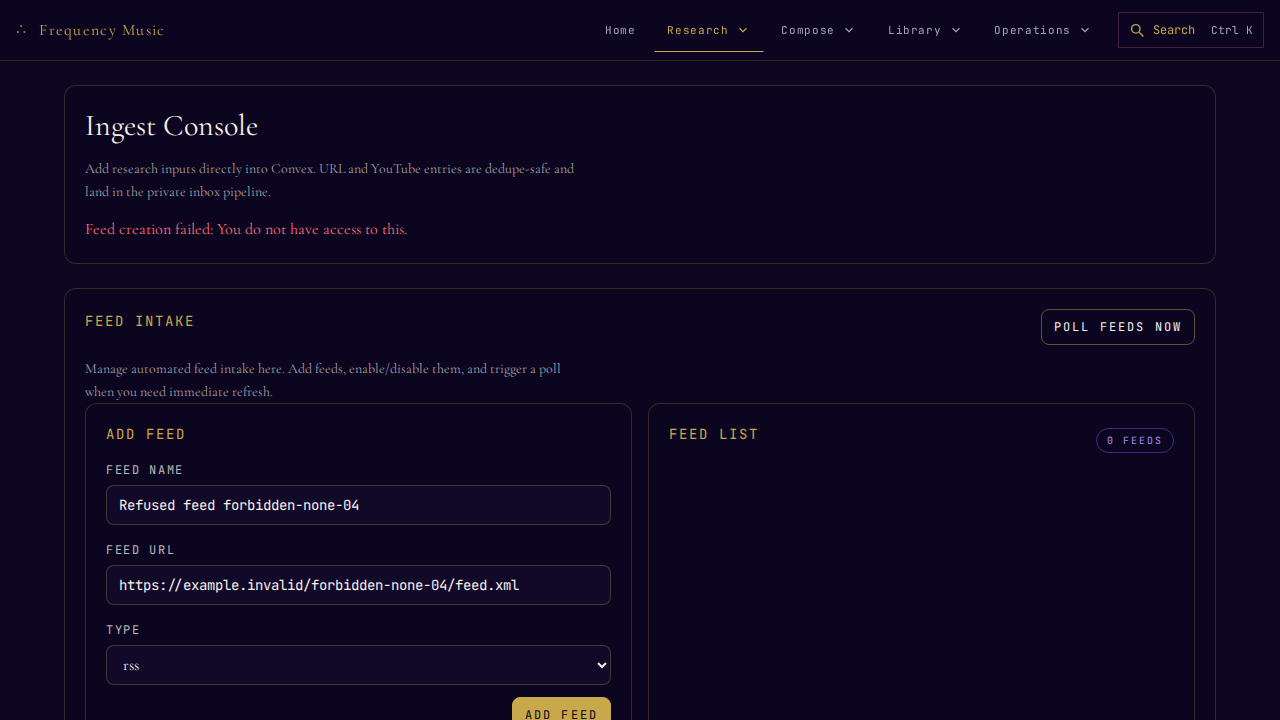 ∴ Frequency Music
Home
Research
Compose
Library
Operations
Search Ctrl K
Ingest Console
Add research inputs directly into Convex. URL and YouTube entries are dedupe-safe and
land in the private inbox pipeline.
Feed creation failed: You do not have access to this.
FEED INTAKE
POLL FEEDS NOW
Manage automated feed intake here. Add feeds, enable/disable them, and trigger a poll
when you need immediate refresh.
ADD FEED
FEED NAME
Refused feed forbidden-none-04
FEED URL
https://example.invalid/forbidden-none-04/feed.xml
TYPE
rss
ADD FEED
FEED LIST
0 FEEDS